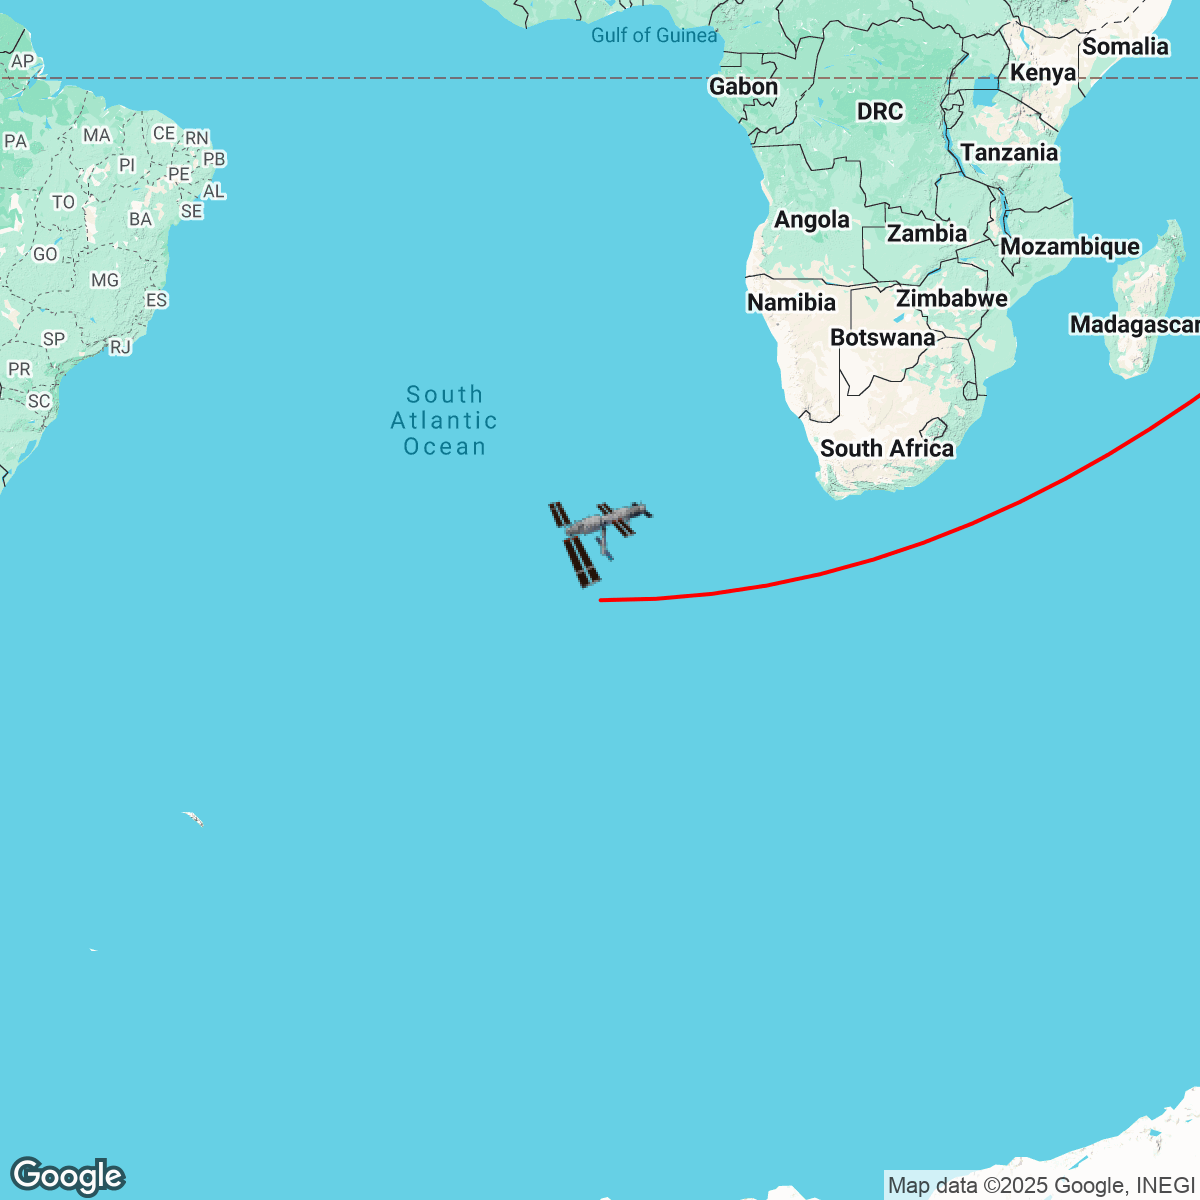 Gulf of Guinea
Somalia
AP
Kenya
Gabon
DRC
MA
CE
RN
PA
PI
PB
Tanzania
PE
AL
TO
SE
BA
Angola
Zambia
Mozambique
GO
MG
ES
Namibia
Zimbabwe
Madagascar
SP
RJ
Botswana
PR
SC
South
Atlantic
Ocean
South Africa
Google
Map data ©2025 Google, INEGI